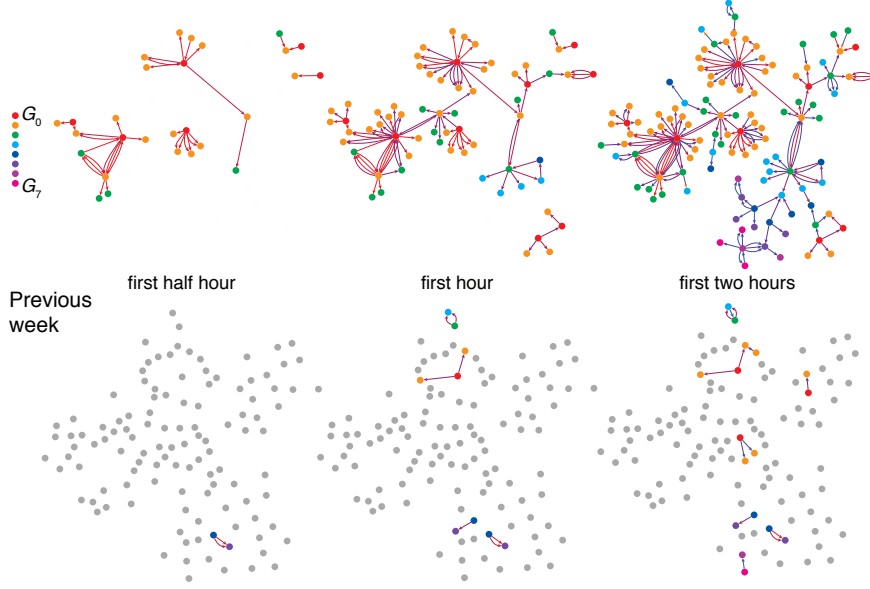 G0
G7
first half hour
first hour
first two hours
Previous
week